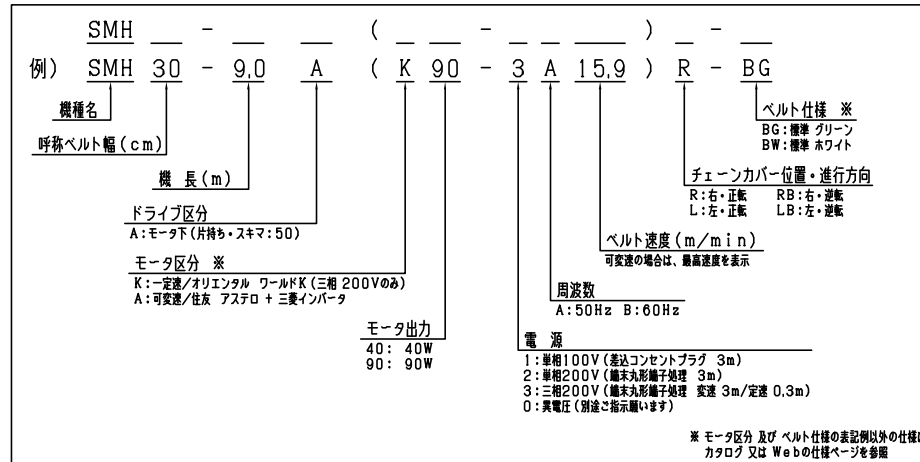 SMH - ( - ) -
例) SMH 30 - 9.0 A ( K 90 - 3 A 15.9 ) R - BG
機種名
ベルト仕様 ※
BG:標準 グリーン
BW:標準 ホワイト
呼称ベルト幅(cm)
機 長(m)
チェーンカバー位置・進行方向
R:右・正転 RB:右・逆転
L:左・正転 LB:左・逆転
ドライブ区分
A:モータ下(片持ち・スキマ:50)
ベルト速度(m/min)
可変速の場合は、最高速度を表示
モータ区分 ※
K:一定速/オリエンタル ワールドK(三相 200Vのみ)
A:可変速/住友 アステロ + 三菱インバータ
周波数
A:50Hz B:60Hz
モータ出力
40: 40W
90: 90W
電 源
1:単相100V(差込コンセントプラグ 3m)
2:単相200V(端末丸形端子処理 3m)
3:三相200V(端末丸形端子処理 変速 3m/定速 0.3m)
0:異電圧(別途ご指示願います)
※ モータ区分 及び ベルト仕様の表記例以外の仕様は
カタログ 又は Webの仕様ページを参照